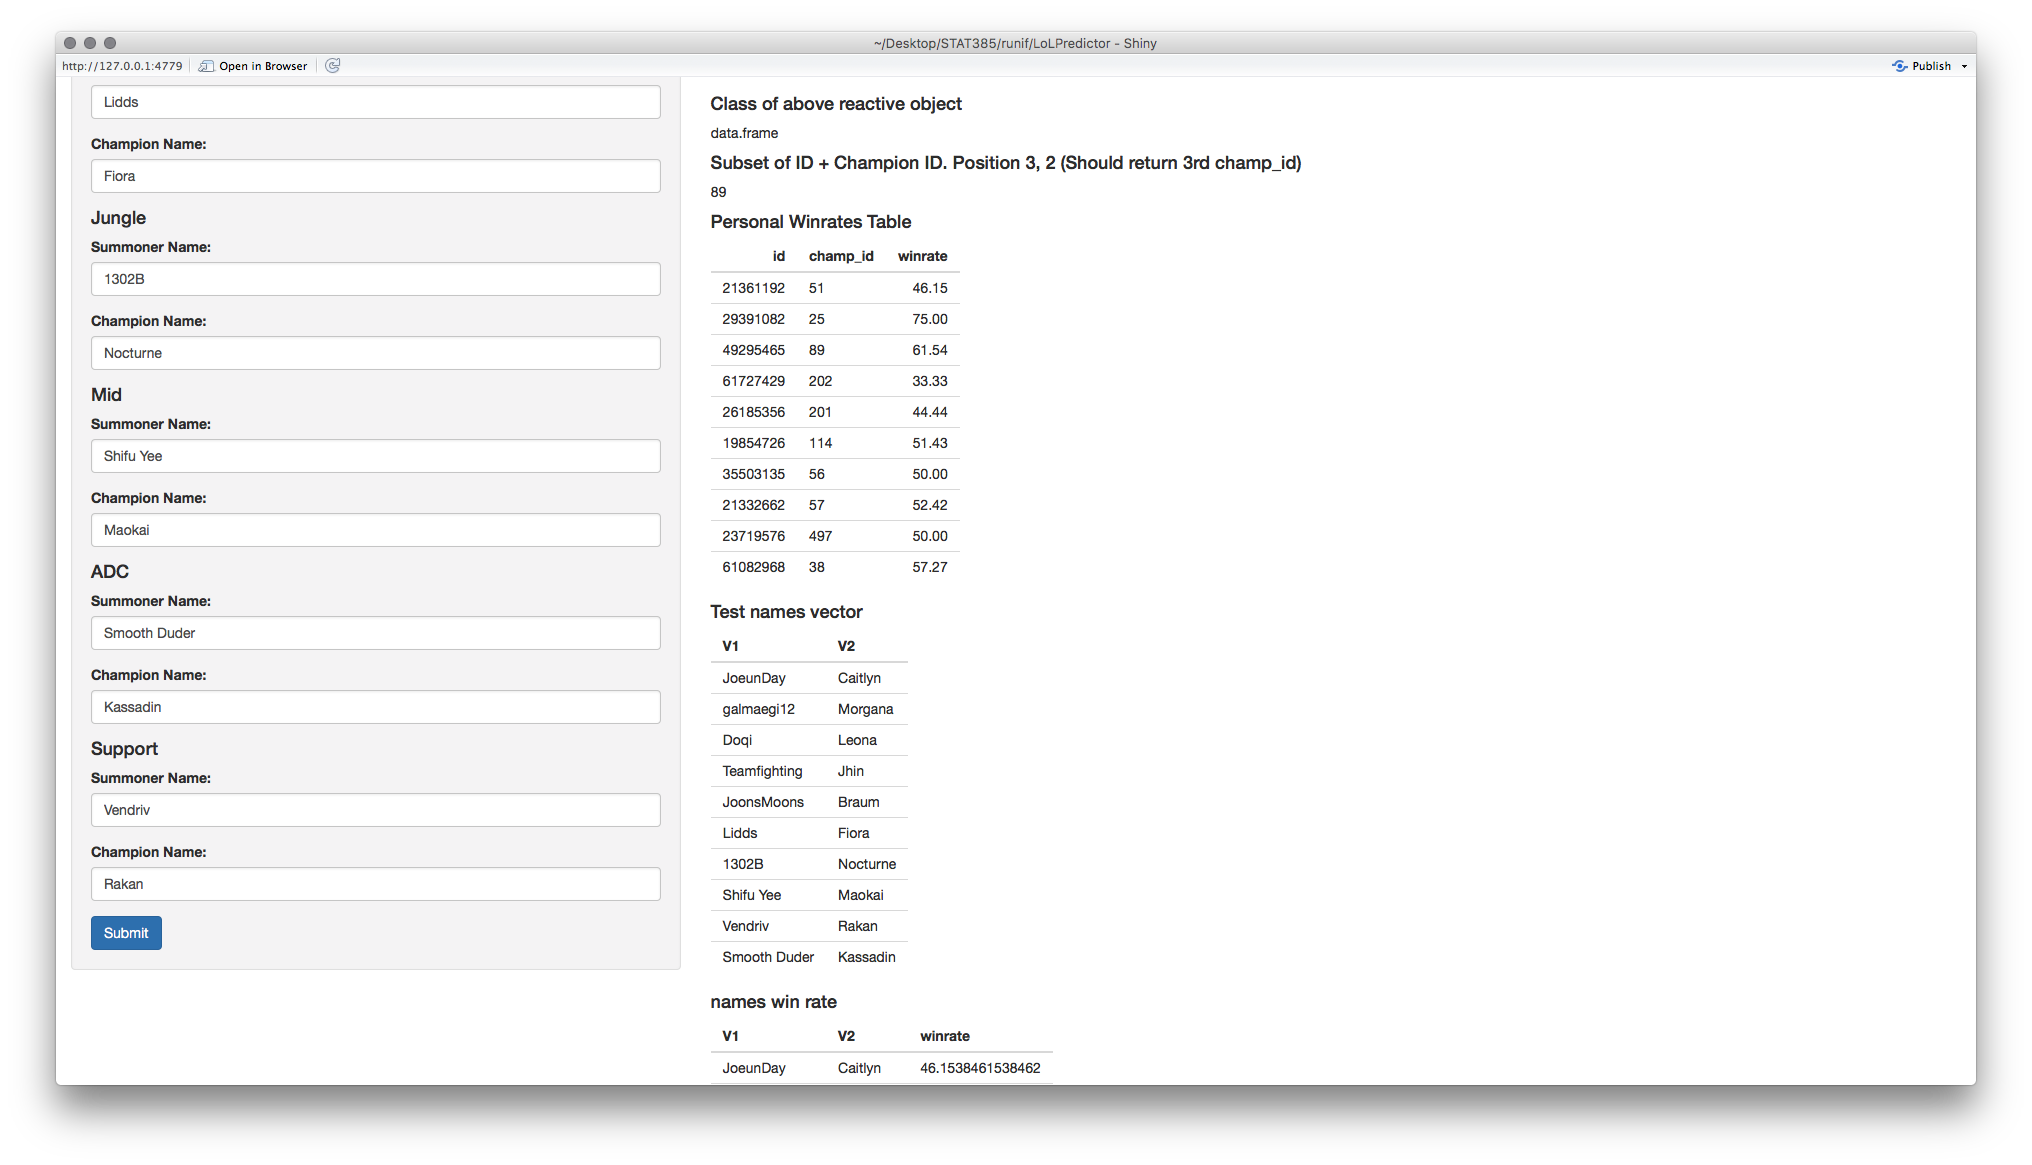 ~/Desktop/STAT385/runif/LoLPredictor - Shiny
http://127.0.0.1:4779 Open in Browser Publish
Lidds
Champion Name:
Fiora
Jungle
Summoner Name:
1302B
Champion Name:
Nocturne
Mid
Summoner Name:
Shifu Yee
Champion Name:
Maokai
ADC
Summoner Name:
Smooth Duder
Champion Name:
Kassadin
Support
Summoner Name:
Vendriv
Champion Name:
Rakan
Submit
Class of above reactive object
data.frame
Subset of ID + Champion ID. Position 3, 2 (Should return 3rd champ_id)
89
Personal Winrates Table
id champ_id winrate
21361192 51 46.15
29391082 25 75.00
49295465 89 61.54
61727429 202 33.33
26185356 201 44.44
19854726 114 51.43
35503135 56 50.00
21332662 57 52.42
23719576 497 50.00
61082968 38 57.27
Test names vector
V1 V2
JoeunDay Caitlyn
galmaegi12 Morgana
Doqi Leona
Teamfighting Jhin
JoonsMoons Braum
Lidds Fiora
1302B Nocturne
Shifu Yee Maokai
Vendriv Rakan
Smooth Duder Kassadin
names win rate
V1 V2 winrate
JoeunDay Caitlyn 46.1538461538462